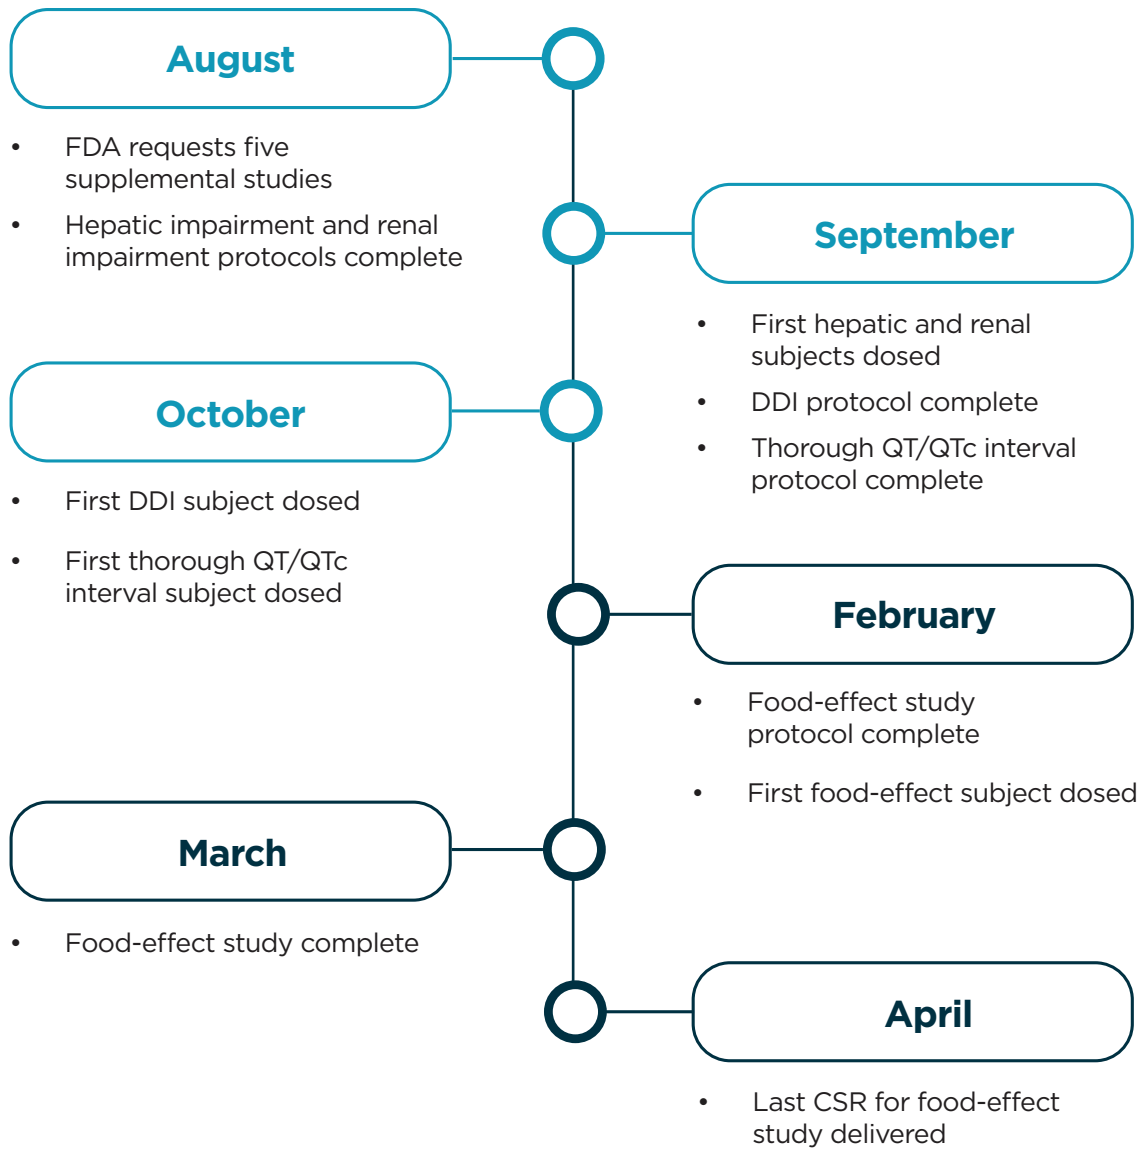 August
• FDA requests five
supplemental studies
• Hepatic impairment and renal
impairment protocols complete
September
• First hepatic and renal
subjects dosed
• DDI protocol complete
• Thorough QT/QTc interval
protocol complete
October
• First DDI subject dosed
• First thorough QT/QTc
interval subject dosed
February
• Food-effect study
protocol complete
• First food-effect subject dosed
March
• Food-effect study complete
April
• Last CSR for food-effect
study delivered